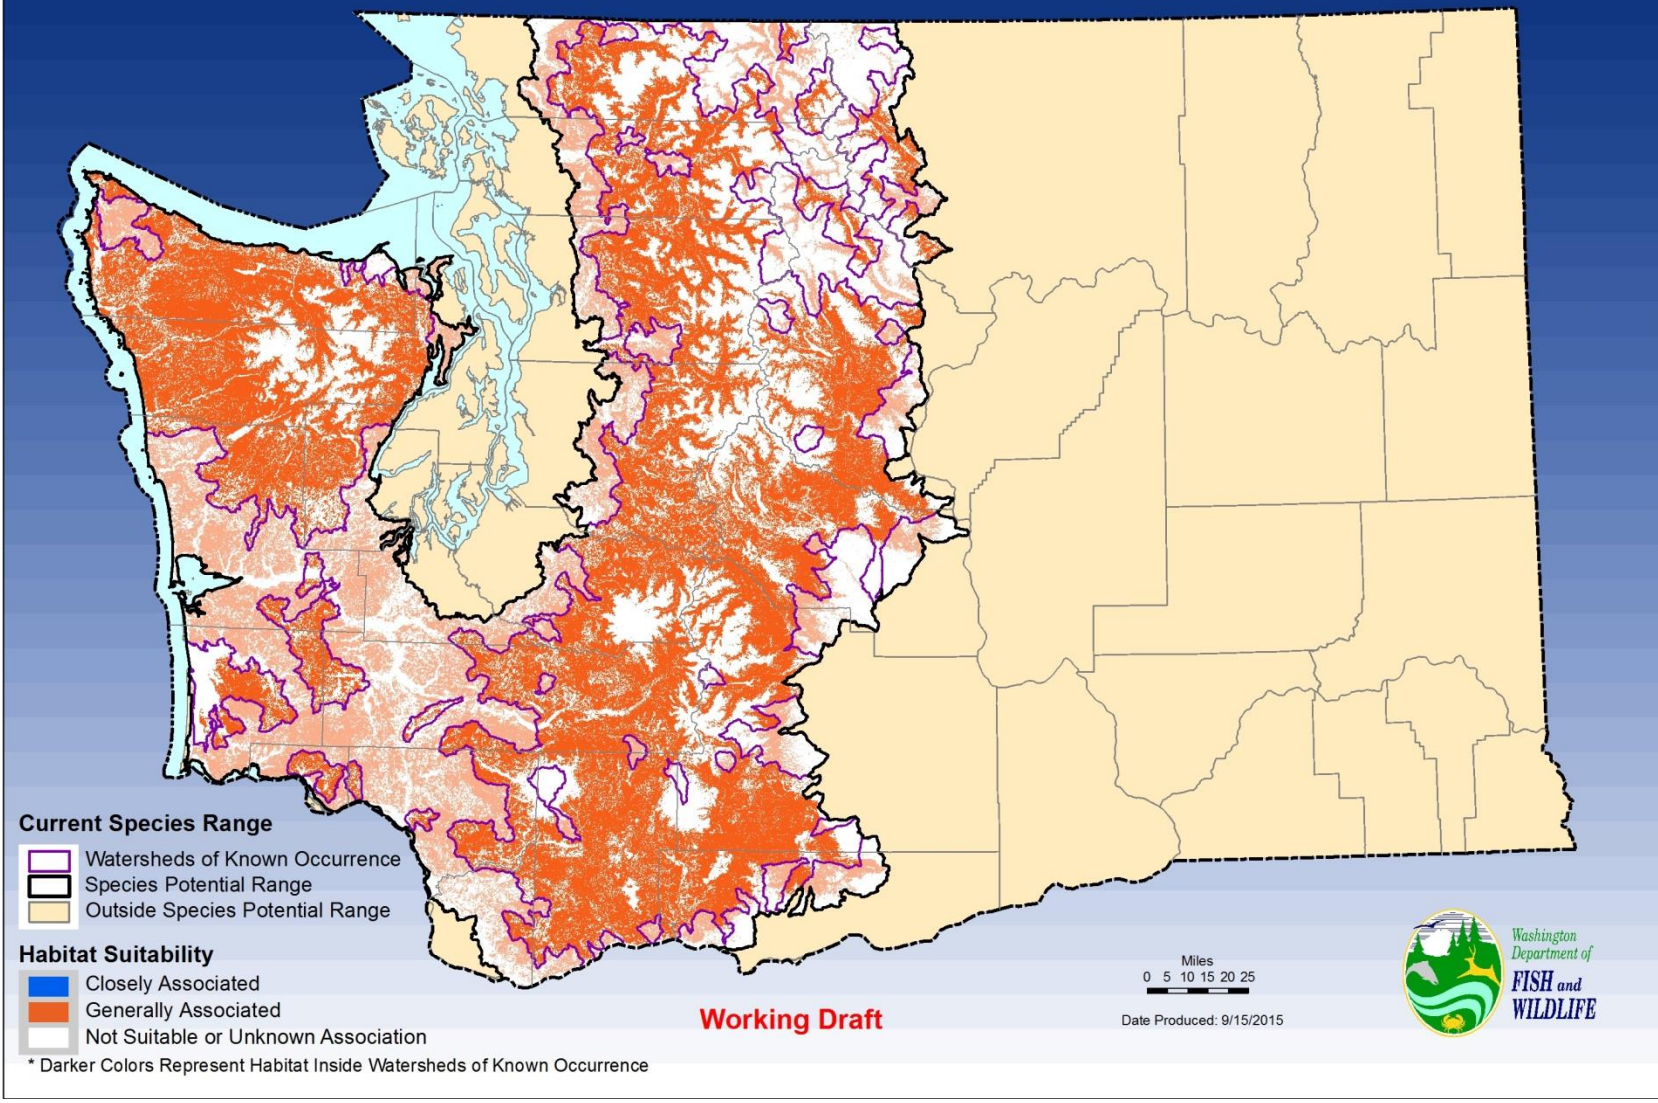 Current Species Range
Watersheds of Known Occurrence
Species Potential Range
Outside Species Potential Range
Habitat Suitability
Closely Associated
Generally Associated
Not Suitable or Unknown Association
* Darker Colors Represent Habitat Inside Watersheds of Known Occurrence
Working Draft
Miles
0 5 10 15 20 25
Date Produced: 9/15/2015
Washington
Department of
FISH and
WILDLIFE